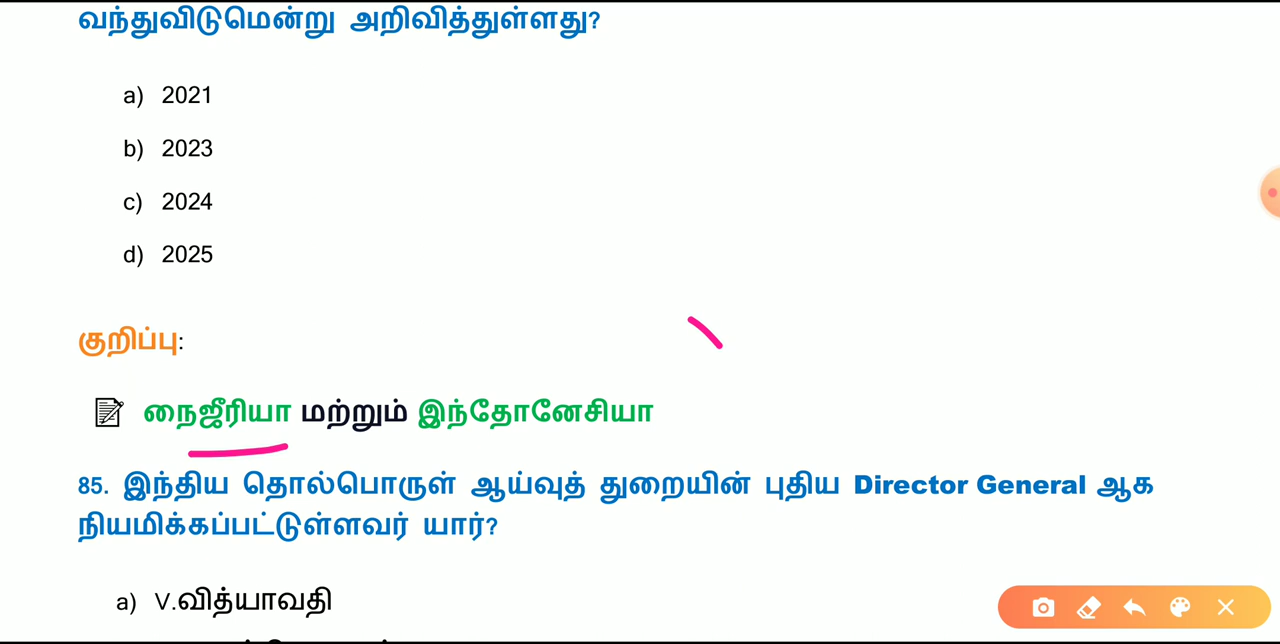 வந்துவிடுமென்று அறிவித்துள்ளது?
a) 2021
b) 2023
c) 2024
d) 2025
குறிப்பு:
நைஜீரியா மற்றும் இந்தோனேசியா
85. இந்திய தொல்பொருள் ஆய்வுத் துறையின் புதிய Director General ஆக
நியமிக்கப்பட்டுள்ளவர் யார்?
a) V.வித்யாவதி